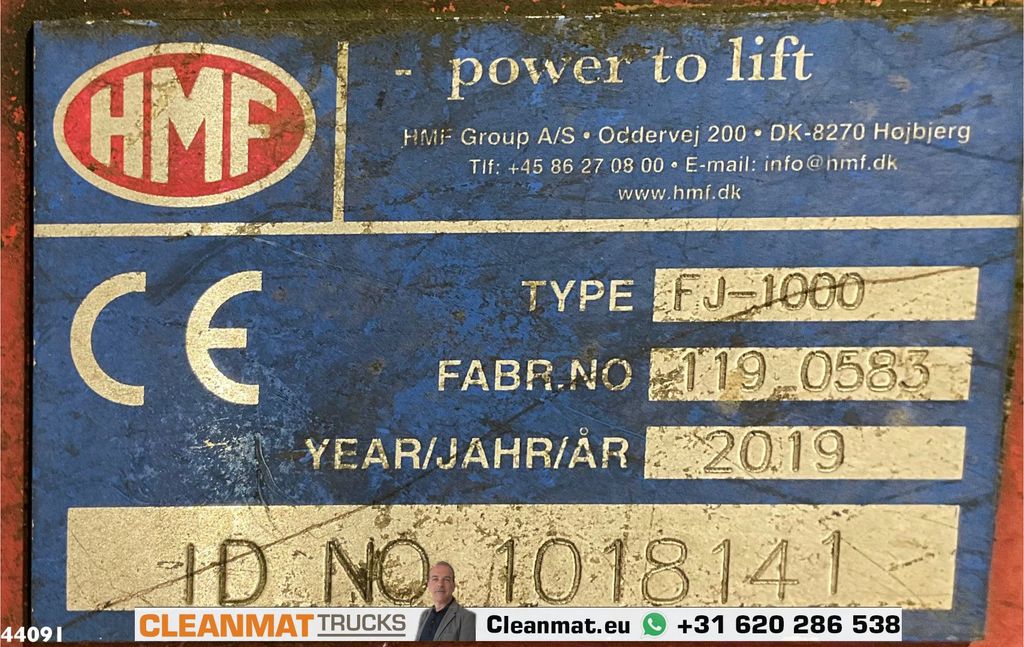 HMF
- power to lift
HMF Group A/S • Oddervej 200 • DK-8270 Højbjerg
Tlf: +45 86 27 08 00 • E-mail: info@hmf.dk
www.hmf.dk
CE
TYPE FJ-1000
FABR.NO 119_0583
YEAR/JAHR/ÅR 2019
ID NO 1018141
CLEANMAT TRUCKS Cleanmat.eu +31 620 286 538
44091